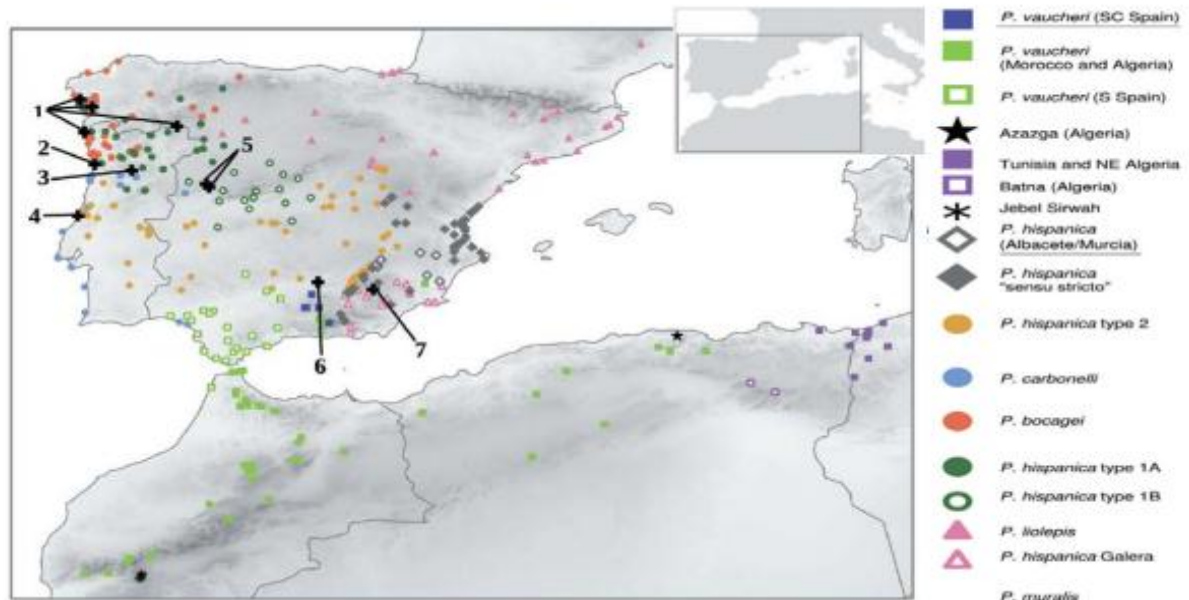 P. vaucheri (SC Spain)
P. vaucheri
(Morocco and Algeria)
P. vaucheri (S Spain)
Azazga (Algeria)
Tunisia and NE Algeria
Batna (Algeria)
Jebel Sirwah
P. hispanica
(Albacete/Murcia)
P. hispanica
"sensu stricto"
P. hispanica type 2
P. carbonelli
P. bocagei
P. hispanica type 1A
P. hispanica type 1B
P. liolepis
P. hispanica Galera
P. muralis
1
2
3
4
5
6
7